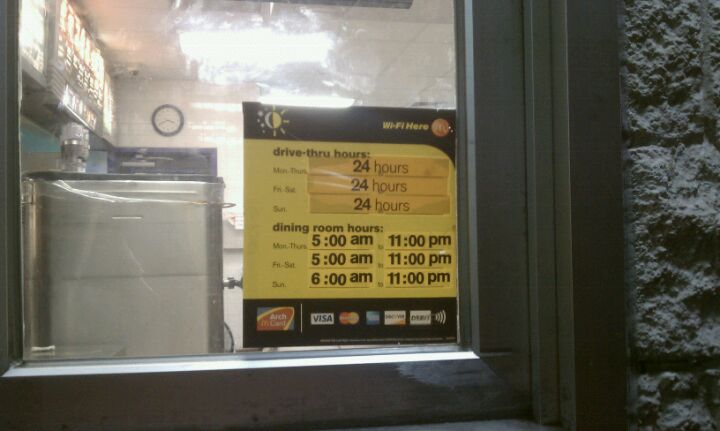 Wi-Fi Here
drive-thru hours:
Mon.-Thurs. 24 hours
Fri.-Sat. 24 hours
Sun. 24 hours
dining room hours:
Mon.-Thurs. 5:00 am to 11:00 pm
Fri.-Sat. 5:00 am to 11:00 pm
Sun. 6:00 am to 11:00 pm
Arch Card VISA DISCOVER DEBIT